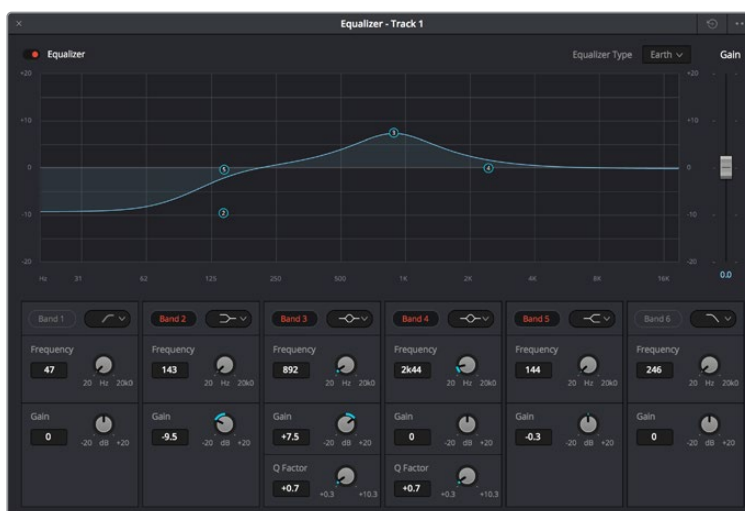 Equalizer - Track 1
Equalizer
Equalizer Type
Earth
Gain
+20
+20
+10
+10
0
0
-10
-10
-20
-20
5
2
3
4
Hz 31 62 125 250 500 1K 2K 4K 8K 16K
0.0
Band 1
Band 2
Band 3
Band 4
Band 5
Band 6
Frequency Frequency Frequency Frequency Frequency Frequency
47 143 892 2k44 144 246
20 Hz 20k0 20 Hz 20k0 20 Hz 20k0 20 Hz 20k0 20 Hz 20k0 20 Hz 20k0
Gain Gain Gain Gain Gain Gain
0 -9.5 +7.5 0 -0.3 0
-20 dB +20 -20 dB +20 -20 dB +20 -20 dB +20 -20 dB +20 -20 dB +20
Q Factor Q Factor
+0.7 +0.7
+0.3 +10.3 +0.3 +10.3